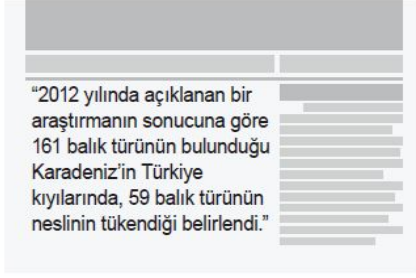 “2012 yılında açıklanan bir
araştırmanın sonucuna göre
161 balık türünün bulunduğu
Karadeniz’in Türkiye
kıyılarında, 59 balık türünün
neslinin tükendiği belirlendi.”